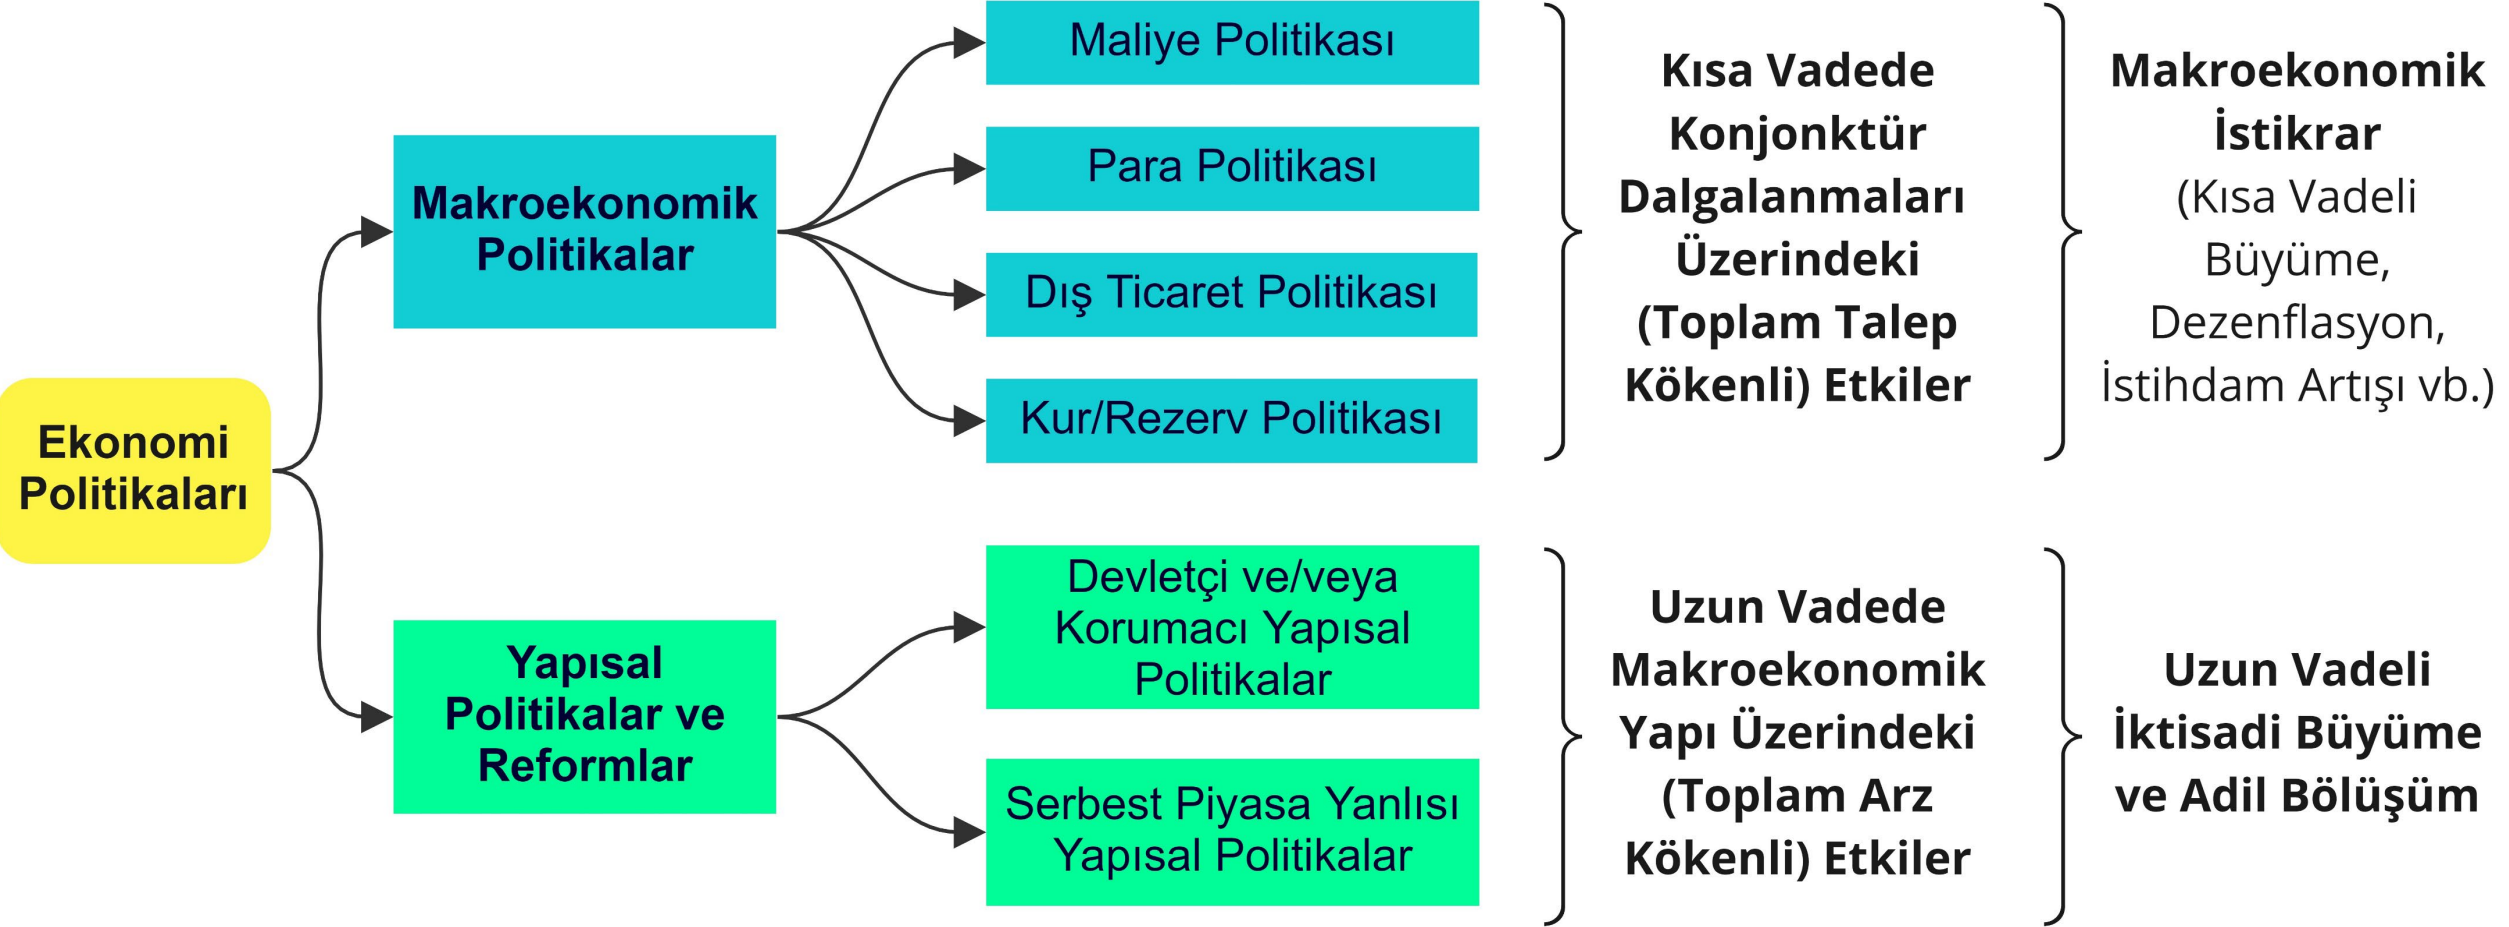 Ekonomi
Politikaları
Makroekonomik
Politikalar
Maliye Politikası
Para Politikası
Dış Ticaret Politikası
Kur/Rezerv Politikası
Kısa Vadede
Konjonktür
Dalgalanmaları
Üzerindeki
(Toplam Talep
Kökenli) Etkiler
Makroekonomik
İstikrar
(Kısa Vadeli
Büyüme,
Dezenflasyon,
İstihdam Artışı vb.)
Yapısal
Politikalar ve
Reformlar
Devletçi ve/veya
Korumacı Yapısal
Politikalar
Serbest Piyasa Yanlısı
Yapısal Politikalar
Uzun Vadede
Makroekonomik
Yapı Üzerindeki
(Toplam Arz
Kökenli) Etkiler
Uzun Vadeli
İktisadi Büyüme
ve Adil Bölüşüm